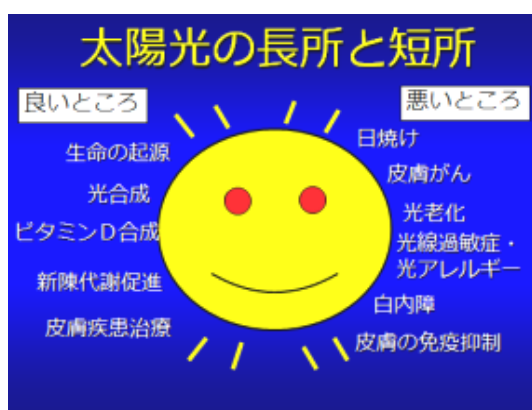 太陽光の長所と短所
良いところ
生命の起源
光合成
ビタミンD合成
新陳代謝促進
皮膚疾患治療
悪いところ
日焼け
皮膚がん
光老化
光線過敏症・
光アレルギー
白内障
皮膚の免疫抑制